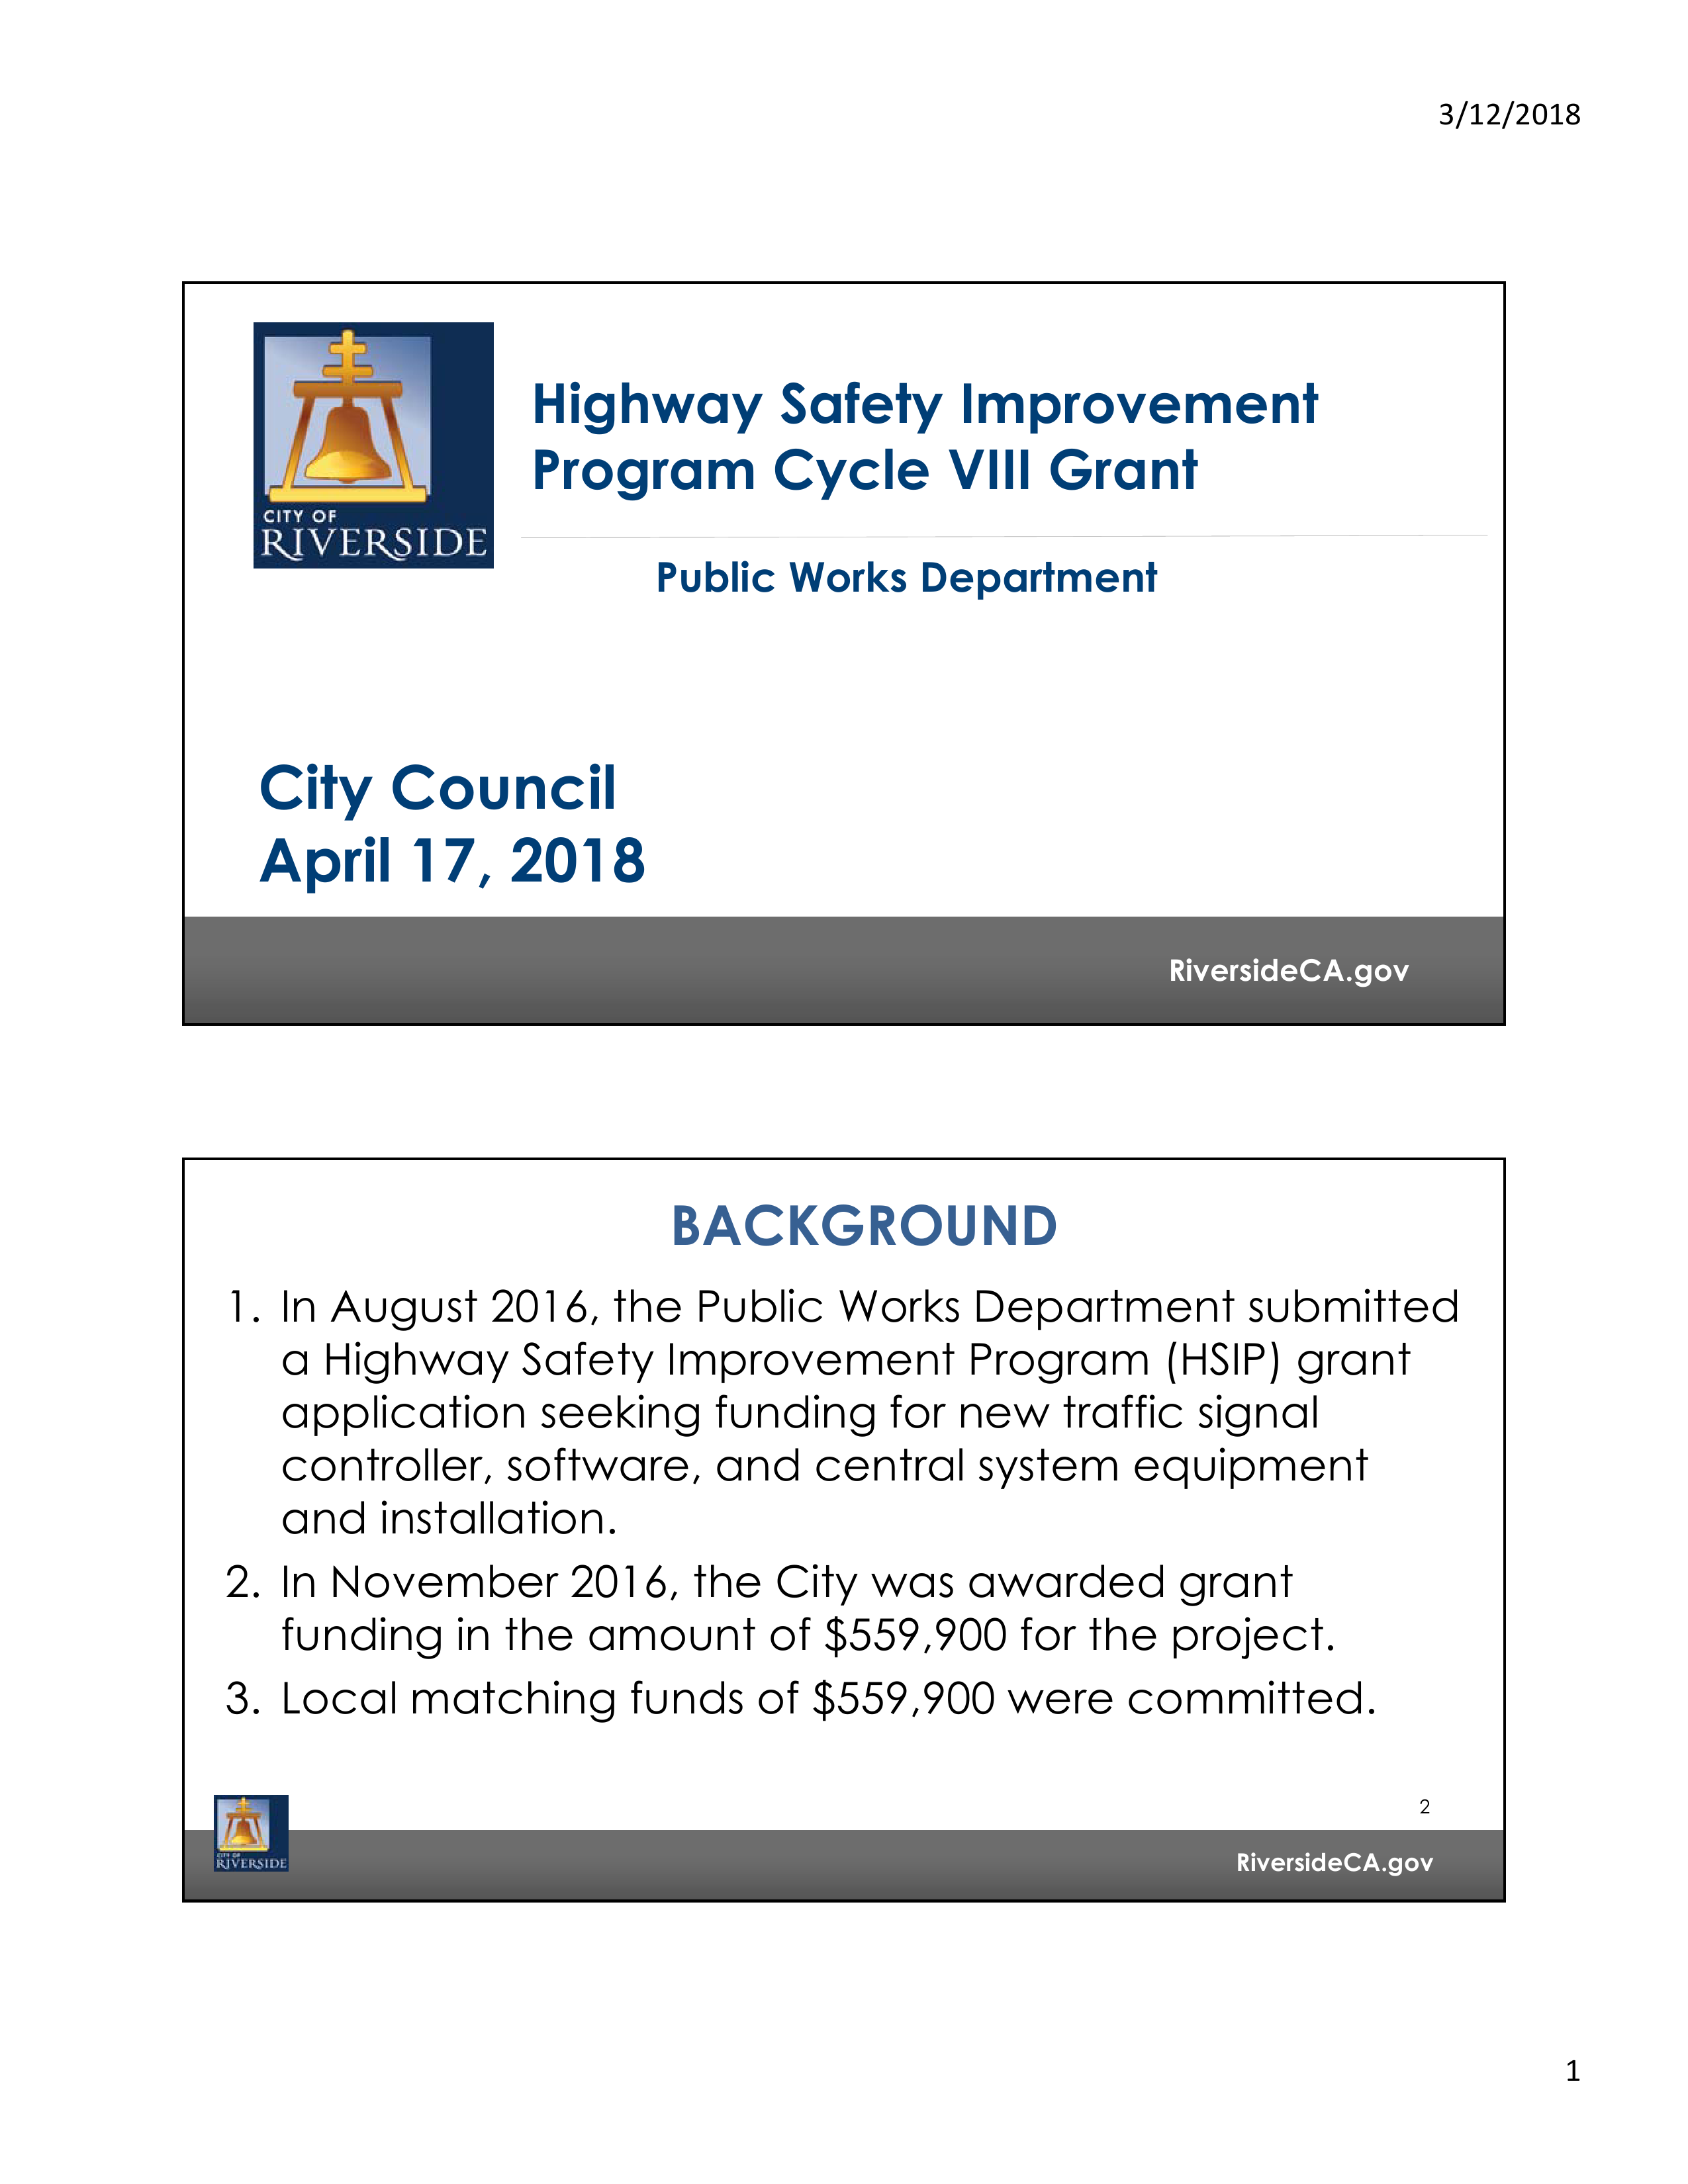 3/12/2018
CITY OF
RIVERSIDE
Highway Safety Improvement
Program Cycle VIII Grant
Public Works Department
City Council
April 17, 2018
RiversideCA.gov
BACKGROUND
1. In August 2016, the Public Works Department submitted
a Highway Safety Improvement Program (HSIP) grant
application seeking funding for new traffic signal
controller, software, and central system equipment
and installation.
2. In November 2016, the City was awarded grant
funding in the amount of $559,900 for the project.
3. Local matching funds of $559,900 were committed.
2
CITY OF
RIVERSIDE
RiversideCA.gov
1